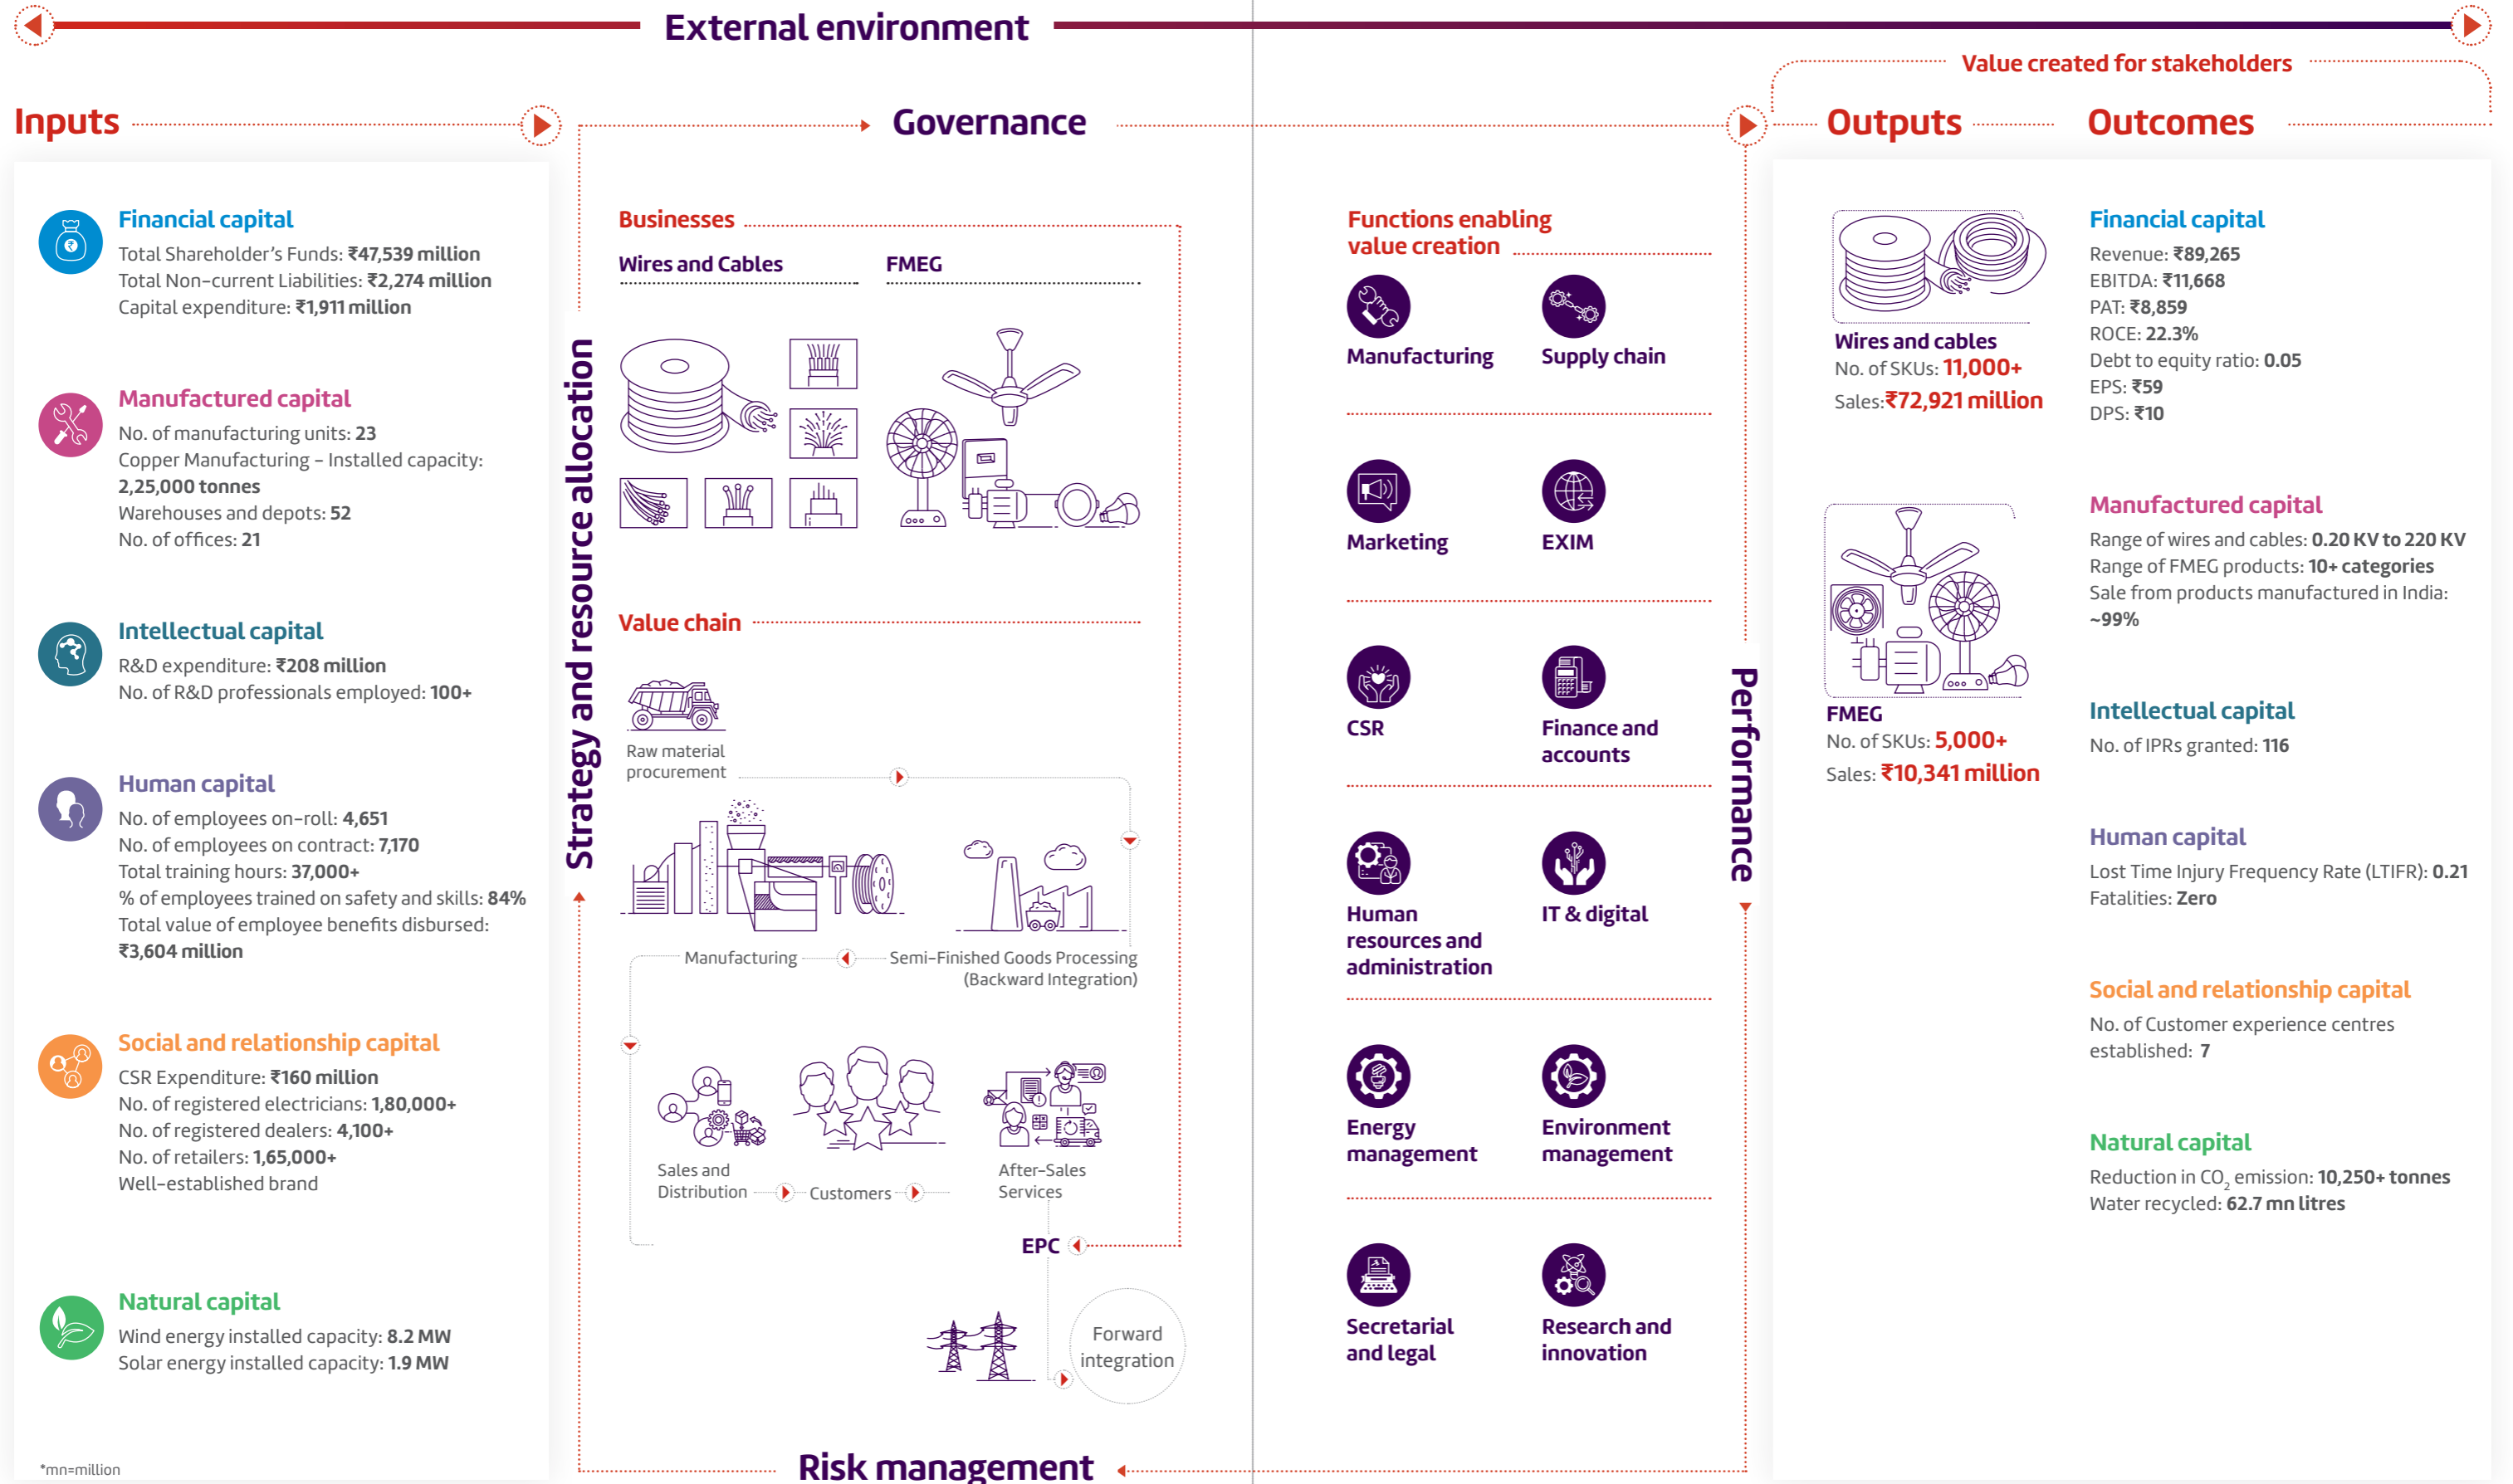 External environment
Value created for stakeholders
Inputs
Governance
Outputs
Outcomes
Financial capital
Total Shareholder's Funds: ₹47,539 million
Total Non-current Liabilities: ₹2,274 million
Capital expenditure: ₹1,911 million
Manufactured capital
No. of manufacturing units: 23
Copper Manufacturing - Installed capacity:
2,25,000 tonnes
Warehouses and depots: 52
No. of offices: 21
Intellectual capital
R&D expenditure: ₹208 million
No. of R&D professionals employed: 100+
Human capital
No. of employees on-roll: 4,651
No. of employees on contract: 7,170
Total training hours: 37,000+
% of employees trained on safety and skills: 84%
Total value of employee benefits disbursed:
₹3,604 million
Social and relationship capital
CSR Expenditure: ₹160 million
No. of registered electricians: 1,80,000+
No. of registered dealers: 4,100+
No. of retailers: 1,65,000+
Well-established brand
Natural capital
Wind energy installed capacity: 8.2 MW
Solar energy installed capacity: 1.9 MW
*mn=million
Strategy and resource allocation
Businesses
Wires and Cables
FMEG
Value chain
Raw material
procurement
Manufacturing
Semi-Finished Goods Processing
(Backward Integration)
Sales and
Distribution
Customers
After-Sales
Services
EPC
Forward
integration
Risk management
Functions enabling
value creation
Manufacturing
Supply chain
Marketing
EXIM
CSR
Finance and
accounts
Human
resources and
administration
IT & digital
Energy
management
Environment
management
Secretarial
and legal
Research and
innovation
Performance
Wires and cables
No. of SKUs: 11,000+
Sales:₹72,921 million
FMEG
No. of SKUs: 5,000+
Sales: ₹10,341 million
Financial capital
Revenue: ₹89,265
EBITDA: ₹11,668
PAT: ₹8,859
ROCE: 22.3%
Debt to equity ratio: 0.05
EPS: ₹59
DPS: ₹10
Manufactured capital
Range of wires and cables: 0.20 KV to 220 KV
Range of FMEG products: 10+ categories
Sale from products manufactured in India:
~99%
Intellectual capital
No. of IPRs granted: 116
Human capital
Lost Time Injury Frequency Rate (LTIFR): 0.21
Fatalities: Zero
Social and relationship capital
No. of Customer experience centres
established: 7
Natural capital
Reduction in CO₂ emission: 10,250+ tonnes
Water recycled: 62.7 mn litres